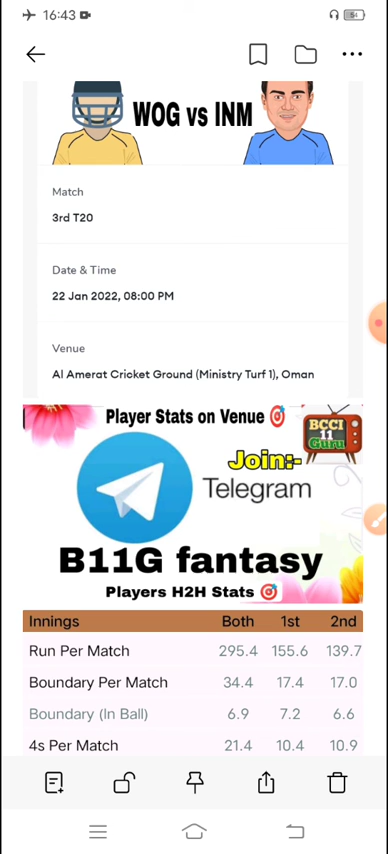 16:43
54
WOG vs INM
Match
3rd T20
Date & Time
22 Jan 2022, 08:00 PM
Venue
Al Amerat Cricket Ground (Ministry Turf 1), Oman
Player Stats on Venue 🎯
BCCI
11
Guru
Join:-
Telegram
B11G fantasy
Players H2H Stats 🎯
Innings Both 1st 2nd
Run Per Match 295.4 155.6 139.7
Boundary Per Match 34.4 17.4 17.0
Boundary (In Ball) 6.9 7.2 6.6
4s Per Match 21.4 10.4 10.9